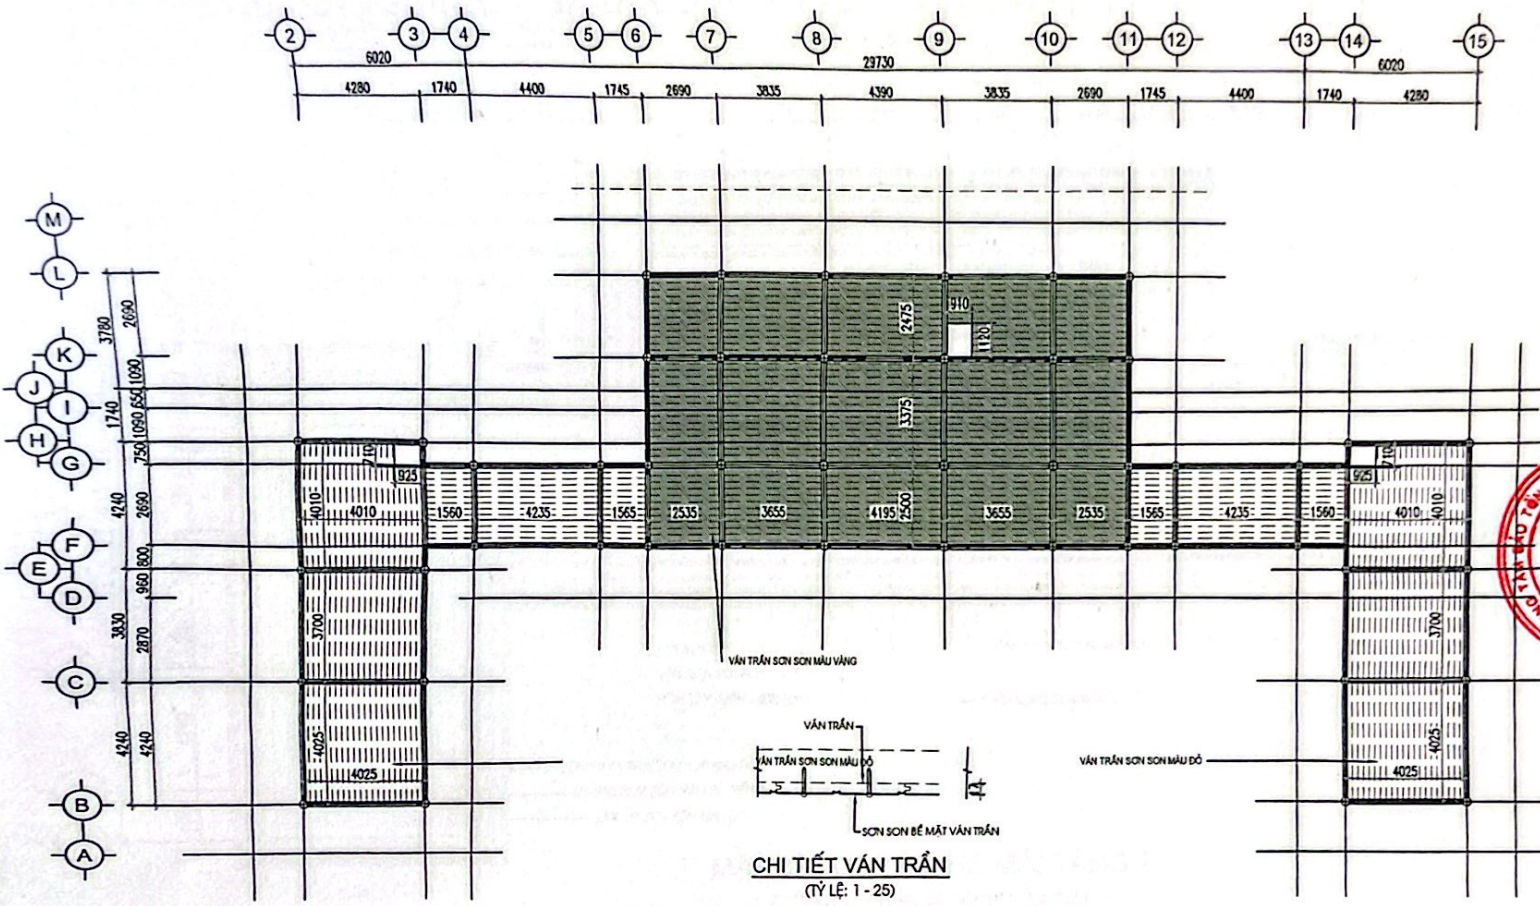 2 3 4 5 6 7 8 9 10 11 12 13 14 15
6020 29730 6020
4280 1740 4400 1745 2690 3835 4390 3835 2690 1745 4400 1740 4280
M
L
K
J
I
H
G
F
E
D
C
B
A
3780 1740 4240 3830 4240
2690 1090 650 1090 750 2690 800 960 2870 4240
2475 910 1120
3375
710 925
4010 4010 1560 4235 1565 2535 3655 4195 2500 3655 2535 1565 4235 1560
710 925
4010 4010
3700
3700
4025
4025
4025
4025
VÁN TRẦN SƠN SON MÀU VÀNG
VÁN TRẦN
VÁN TRẦN SƠN SON MÀU ĐỎ
VÁN TRẦN SƠN SON MÀU ĐỎ
SƠN SON BỀ MẶT VÁN TRẦN
CHI TIẾT VÁN TRẦN
(TỶ LỆ: 1 - 25)